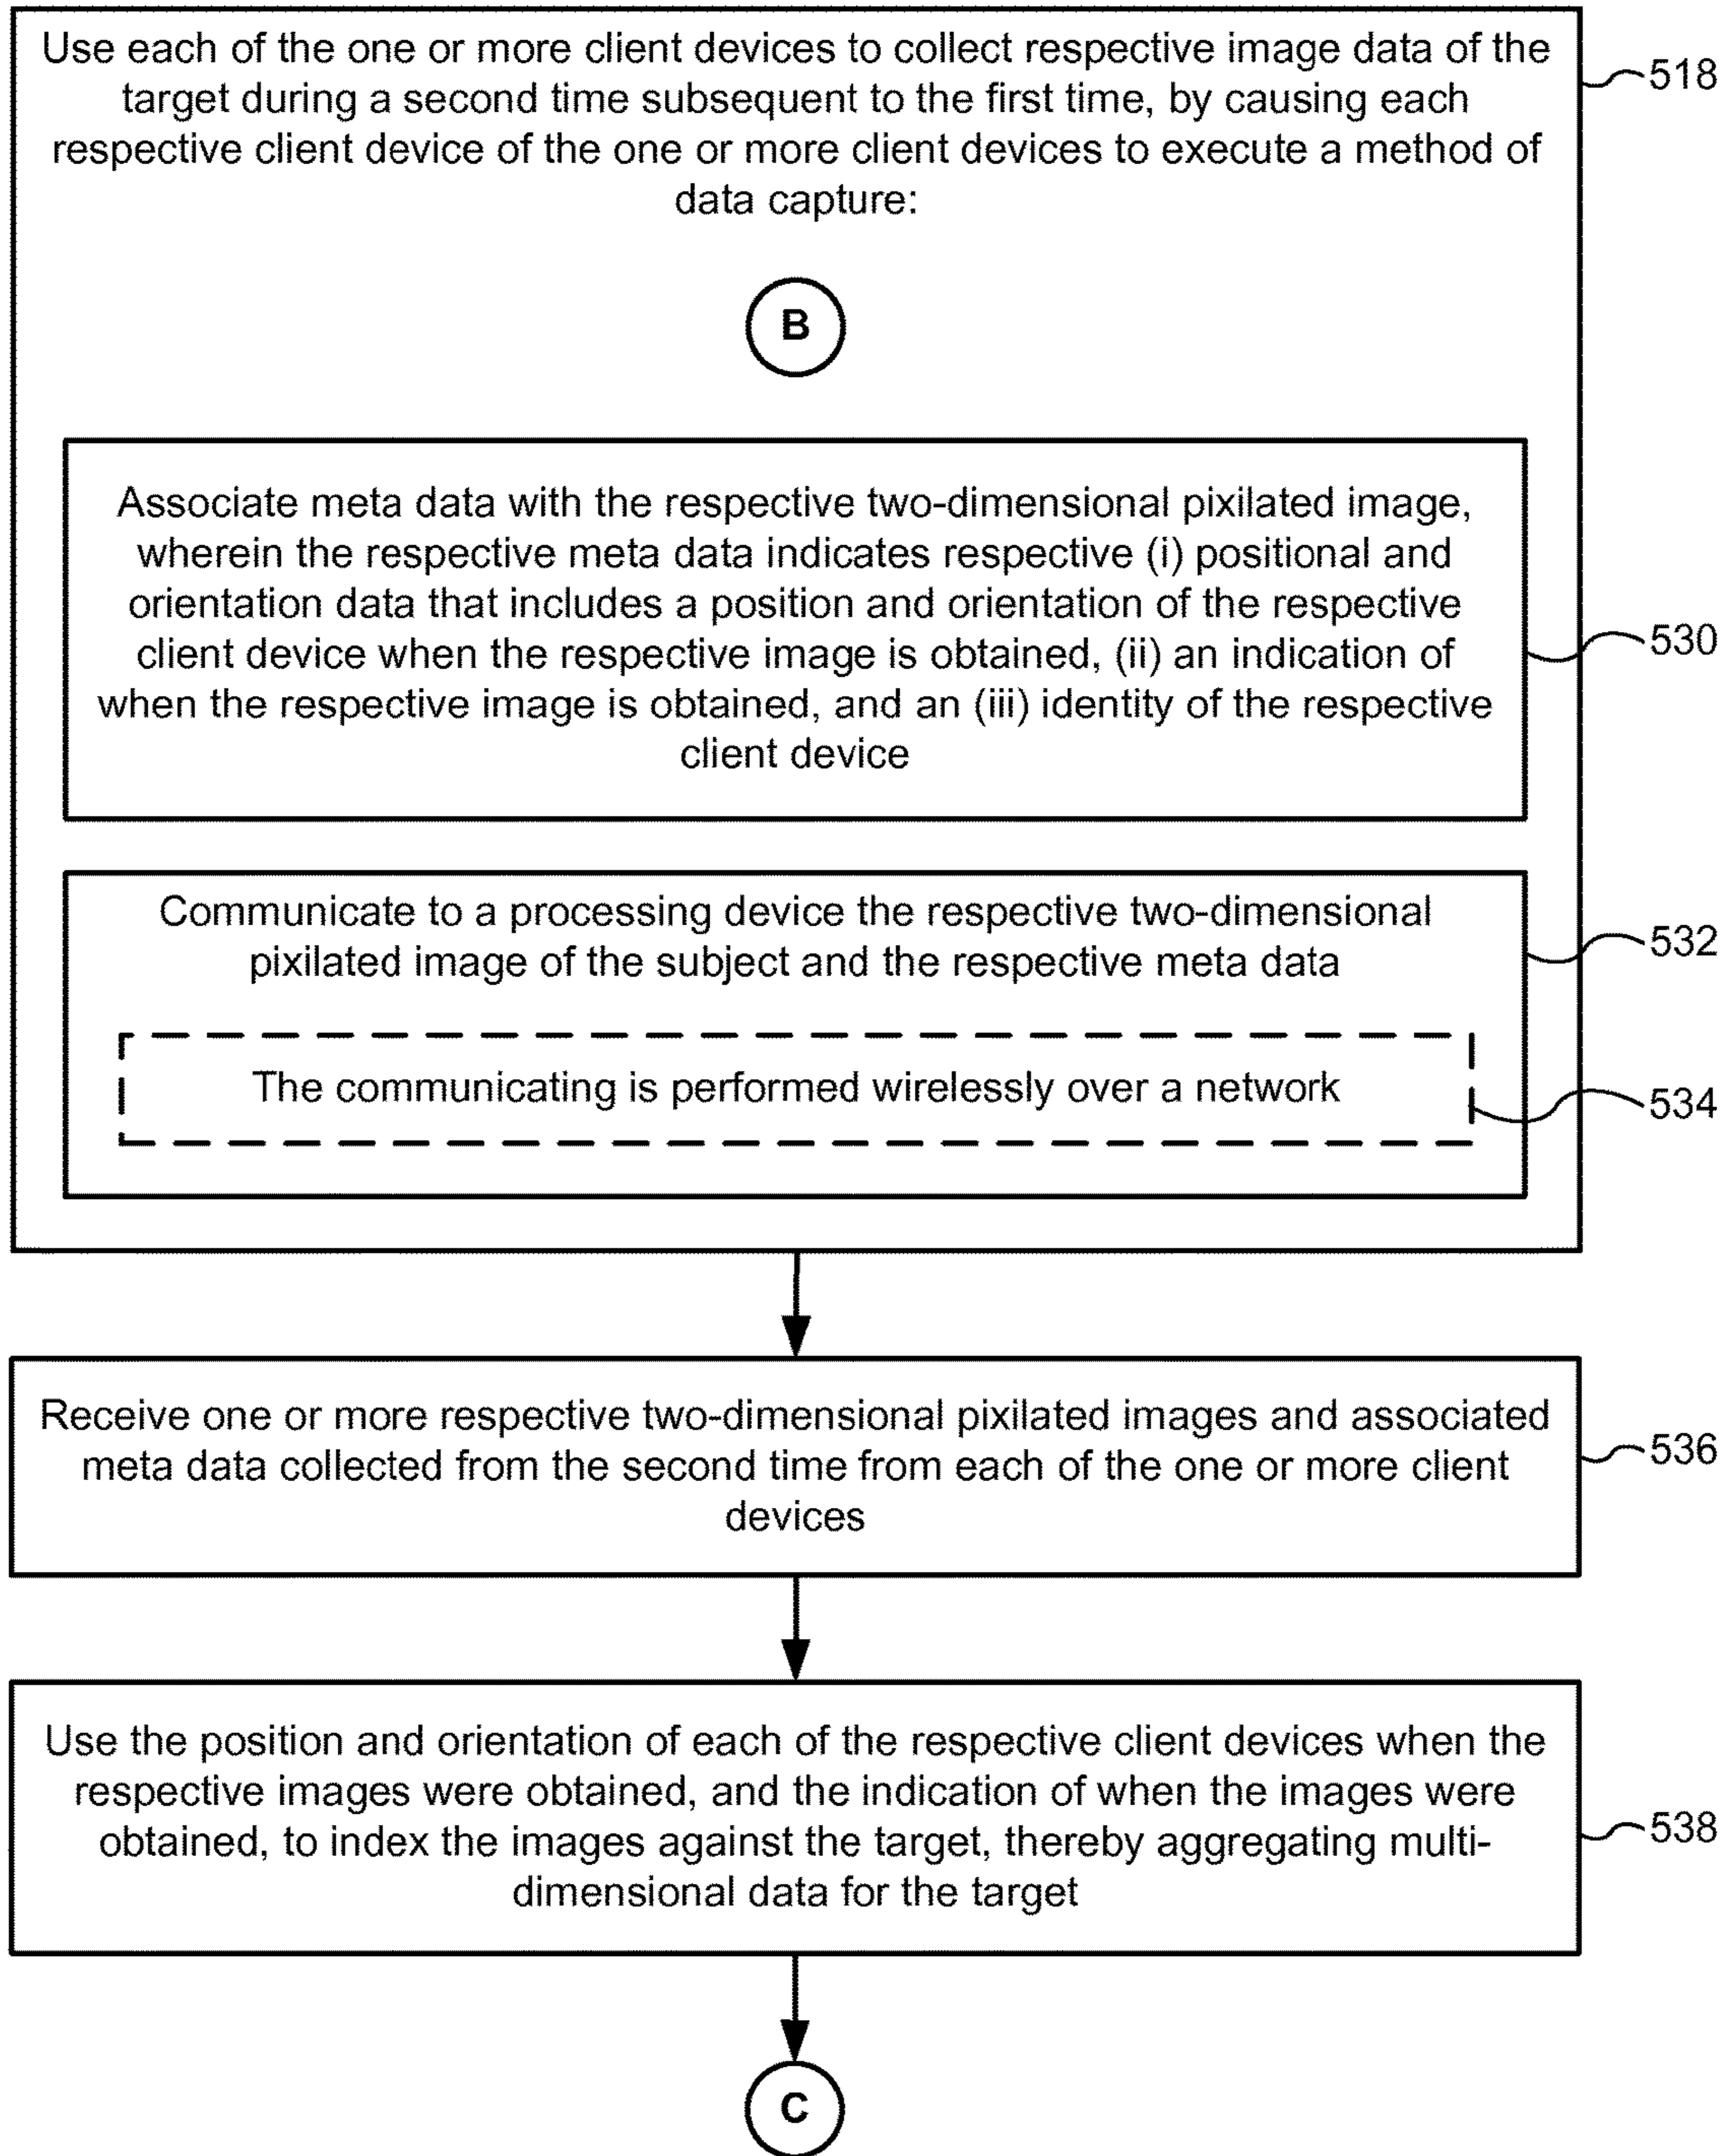 Use each of the one or more client devices to collect respective image data of the
target during a second time subsequent to the first time, by causing each
respective client device of the one or more client devices to execute a method of
data capture:
518
B
Associate meta data with the respective two-dimensional pixilated image,
wherein the respective meta data indicates respective (i) positional and
orientation data that includes a position and orientation of the respective
client device when the respective image is obtained, (ii) an indication of
when the respective image is obtained, and an (iii) identity of the respective
client device
530
Communicate to a processing device the respective two-dimensional
pixilated image of the subject and the respective meta data
532
The communicating is performed wirelessly over a network
534
Receive one or more respective two-dimensional pixilated images and associated
meta data collected from the second time from each of the one or more client
devices
536
Use the position and orientation of each of the respective client devices when the
respective images were obtained, and the indication of when the images were
obtained, to index the images against the target, thereby aggregating multi-
dimensional data for the target
538
C